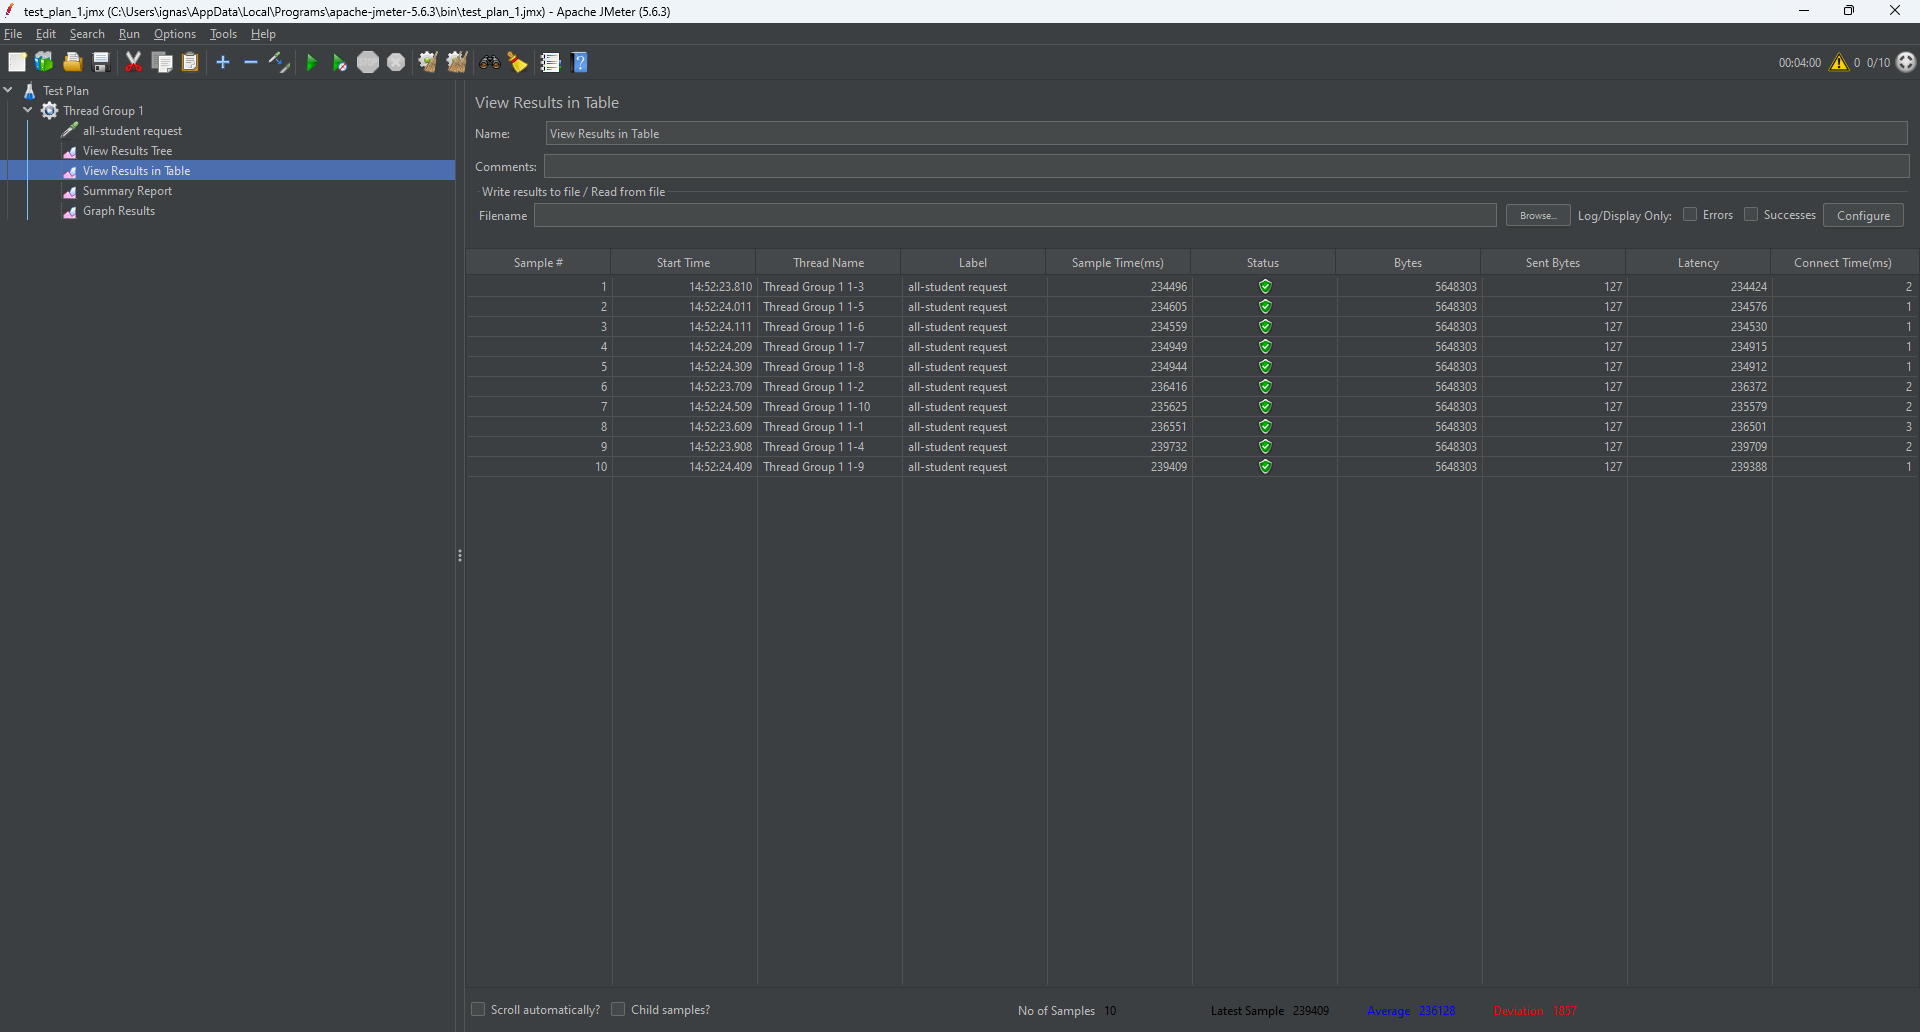 test_plan_1.jmx (C:\Users\ignas\AppData\Local\Programs\apache-jmeter-5.6.3\bin\test_plan_1.jmx) - Apache JMeter (5.6.3)
File Edit Search Run Options Tools Help
STOP ? 00:04:00 0 0/10
Test Plan
Thread Group 1
all-student request
View Results Tree
View Results in Table
Summary Report
Graph Results
View Results in Table
Name: View Results in Table
Comments:
Write results to file / Read from file
Filename Browse... Log/Display Only: Errors Successes Configure
Sample # Start Time Thread Name Label Sample Time(ms) Status Bytes Sent Bytes Latency Connect Time(ms)
1 14:52:23.810 Thread Group 1 1-3 all-student request 234496 5648303 127 234424 2
2 14:52:24.011 Thread Group 1 1-5 all-student request 234605 5648303 127 234576 1
3 14:52:24.111 Thread Group 1 1-6 all-student request 234559 5648303 127 234530 1
4 14:52:24.209 Thread Group 1 1-7 all-student request 234949 5648303 127 234915 1
5 14:52:24.309 Thread Group 1 1-8 all-student request 234944 5648303 127 234912 1
6 14:52:23.709 Thread Group 1 1-2 all-student request 236416 5648303 127 236372 2
7 14:52:24.509 Thread Group 1 1-10 all-student request 235625 5648303 127 235579 2
8 14:52:23.609 Thread Group 1 1-1 all-student request 236551 5648303 127 236501 3
9 14:52:23.908 Thread Group 1 1-4 all-student request 239732 5648303 127 239709 2
10 14:52:24.409 Thread Group 1 1-9 all-student request 239409 5648303 127 239388 1
Scroll automatically? Child samples? No of Samples 10 Latest Sample 239409 Average 236128 Deviation 1857